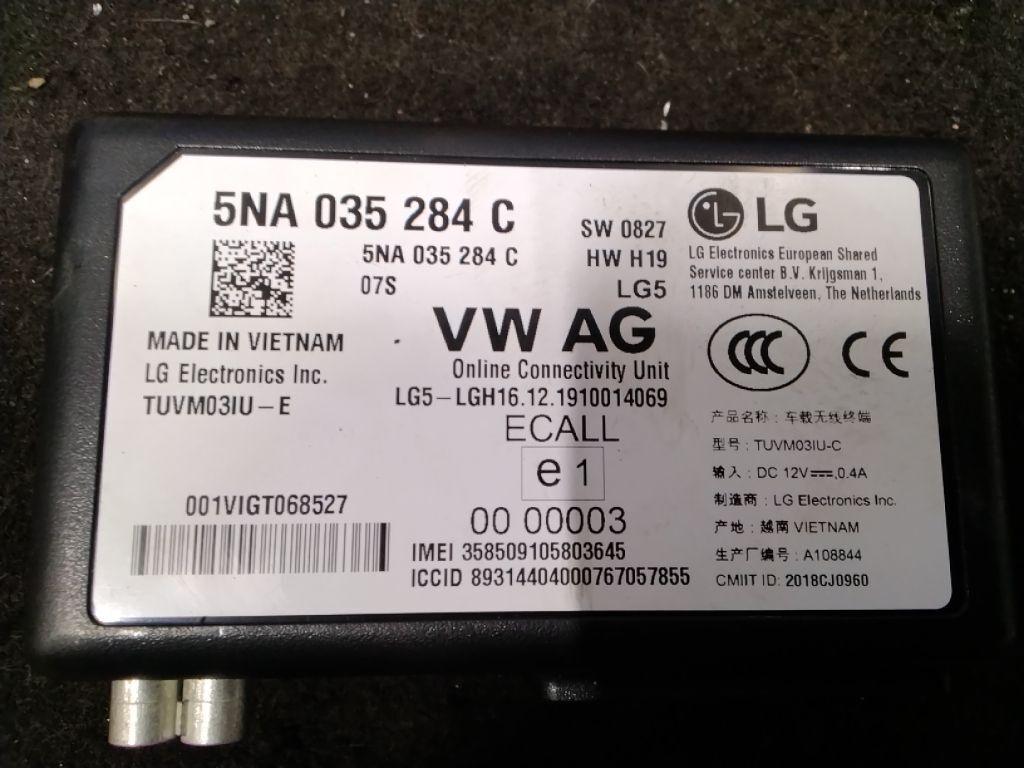 5NA 035 284 C
5NA 035 284 C
07S
SW 0827
HW H19
LG5
LG
LG Electronics European Shared
Service center B.V. Krijgsman 1,
1186 DM Amstelveen, The Netherlands
MADE IN VIETNAM
LG Electronics Inc.
TUVM03IU-E
VW AG
Online Connectivity Unit
LG5-LGH16.12.1910014069
ECALL
e 1
00 00003
IMEI 358509105803645
ICCID 89314404000767057855
001VIGT068527
CCC
CE
产品名称: 车载无线终端
型号: TUVM03IU-C
输入: DC 12V⎓,0.4A
制造商: LG Electronics Inc.
产地: 越南 VIETNAM
生产厂编号: A108844
CMIIT ID: 2018CJ0960